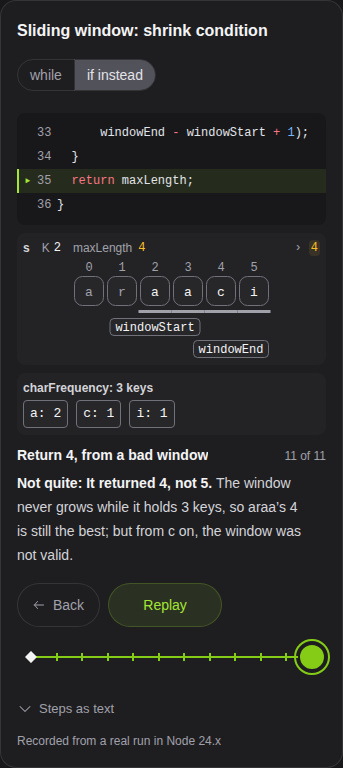 Sliding window: shrink condition
while if instead
33 windowEnd - windowStart + 1);
34 }
35 return maxLength;
36 }
s K 2 maxLength 4 › 4
0 1 2 3 4 5
a r a a c i
windowStart
windowEnd
charFrequency: 3 keys
a: 2 c: 1 i: 1
Return 4, from a bad window 11 of 11
Not quite: It returned 4, not 5. The window
never grows while it holds 3 keys, so araa's 4
is still the best; but from c on, the window was
not valid.
← Back Replay
Steps as text
Recorded from a real run in Node 24.x